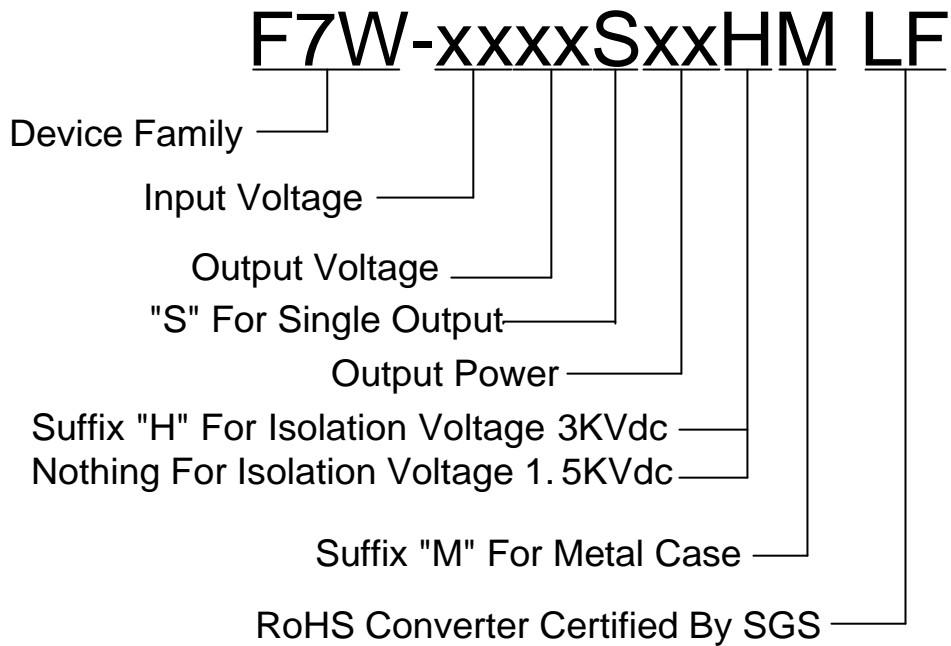 F7W-xxxxSxxHM LF
Device Family
Input Voltage
Output Voltage
"S" For Single Output
Output Power
Suffix "H" For Isolation Voltage 3KVdc
Nothing For Isolation Voltage 1.5KVdc
Suffix "M" For Metal Case
RoHS Converter Certified By SGS